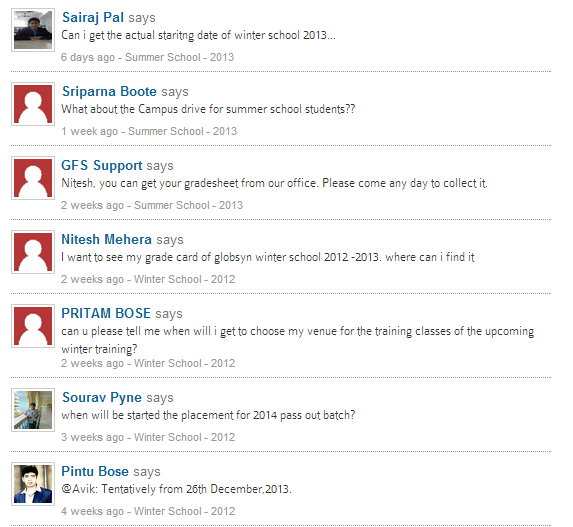 Sairaj Pal says
Can i get the actual staritng date of winter school 2013...
6 days ago - Summer School - 2013
Sriparna Boote says
What about the Campus drive for summer school students??
1 week ago - Summer School - 2013
GFS Support says
Nitesh, you can get your gradesheet from our office. Please come any day to collect it.
2 weeks ago - Summer School - 2013
Nitesh Mehera says
I want to see my grade card of globsyn winter school 2012 -2013. where can i find it
2 weeks ago - Winter School - 2012
PRITAM BOSE says
can u please tell me when will i get to choose my venue for the training classes of the upcoming
winter training?
2 weeks ago - Winter School - 2012
Sourav Pyne says
when will be started the placement for 2014 pass out batch?
3 weeks ago - Winter School - 2012
Pintu Bose says
@Avik: Tentatively from 26th December,2013.
4 weeks ago - Winter School - 2012